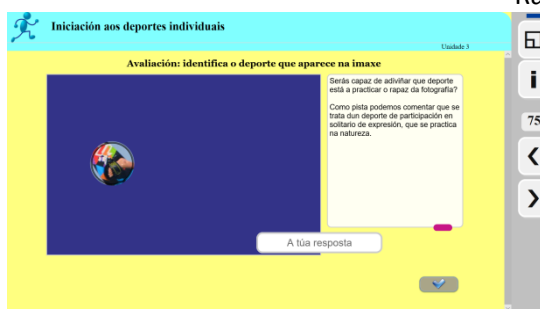 Iniciación aos deportes individuais
Unidade 3
Avaliación: identifica o deporte que aparece na imaxe
Serás capaz de adiviñar que deporte
está a practicar o rapaz da fotografía?
Como pista podemos comentar que se
trata dun deporte de participación en
solitario de expresión, que se practica
na natureza.
A túa resposta
75